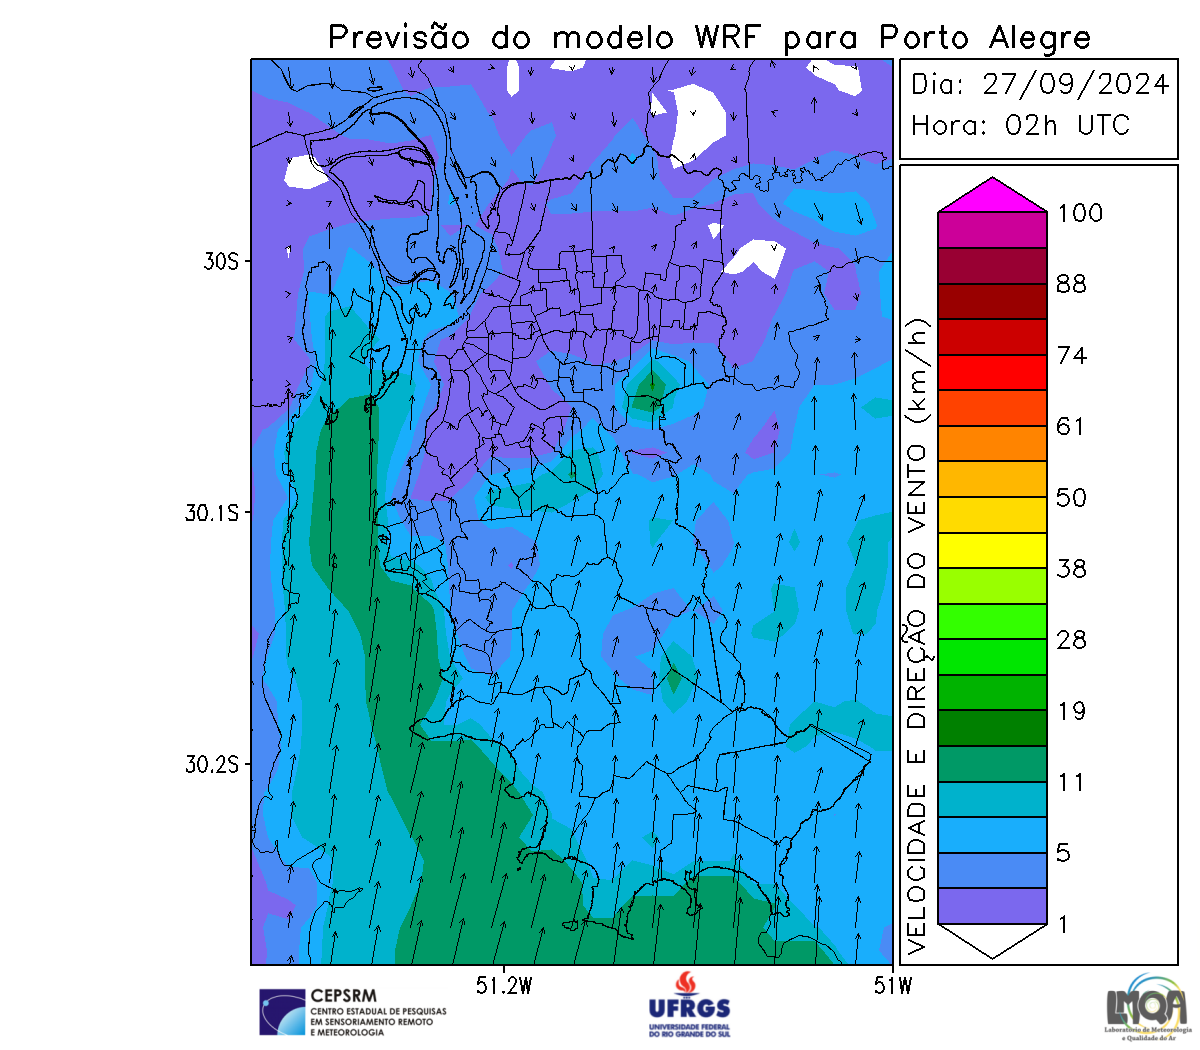 Previsão do modelo WRF para Porto Alegre
Dia: 27/09/2024
Hora: 02h UTC
30S
30.1S
30.2S
51.2W
51W
VELOCIDADE E DIREÇÃO DO VENTO (km/h)
100
88
74
61
50
38
28
19
11
5
1
CEPSRM
CENTRO ESTADUAL DE PESQUISAS
EM SENSORIAMENTO REMOTO
E METEOROLOGIA
UFRGS
UNIVERSIDADE FEDERAL
DO RIO GRANDE DO SUL
LMQA
Laboratório de Meteorologia
e Qualidade do Ar